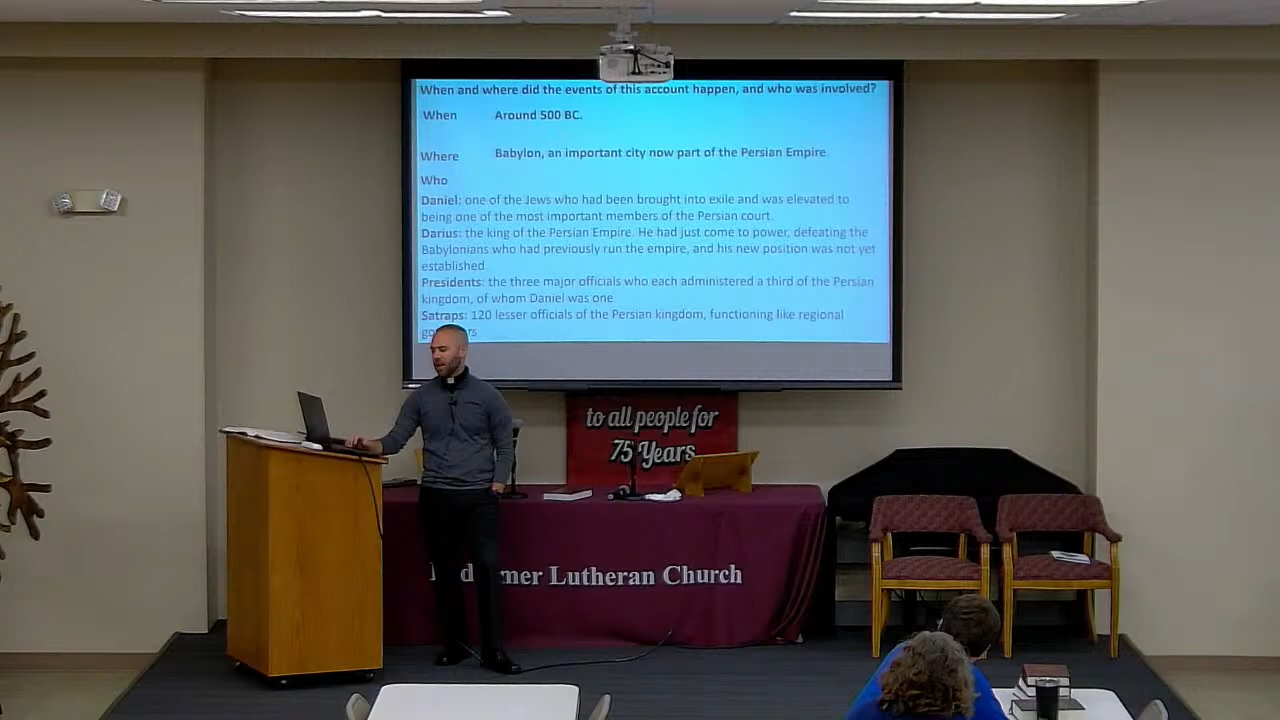 When and where did the events of this account happen, and who was involved?
When Around 500 BC.
Where Babylon, an important city now part of the Persian Empire.
Who
Daniel: one of the Jews who had been brought into exile and was elevated to
being one of the most important members of the Persian court.
Darius: the king of the Persian Empire. He had just come to power, defeating the
Babylonians who had previously run the empire, and his new position was not yet
established
Presidents: the three major officials who each administered a third of the Persian
kingdom, of whom Daniel was one
Satraps: 120 lesser officials of the Persian kingdom, functioning like regional
to all people for
75 Years
Lutheran Church